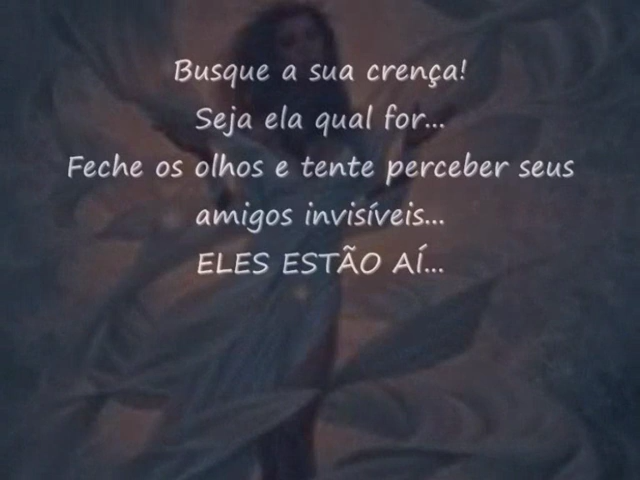 Busque a sua crença!
Seja ela qual for...
Feche os olhos e tente perceber seus
amigos invisíveis...
ELES ESTÃO AÍ...